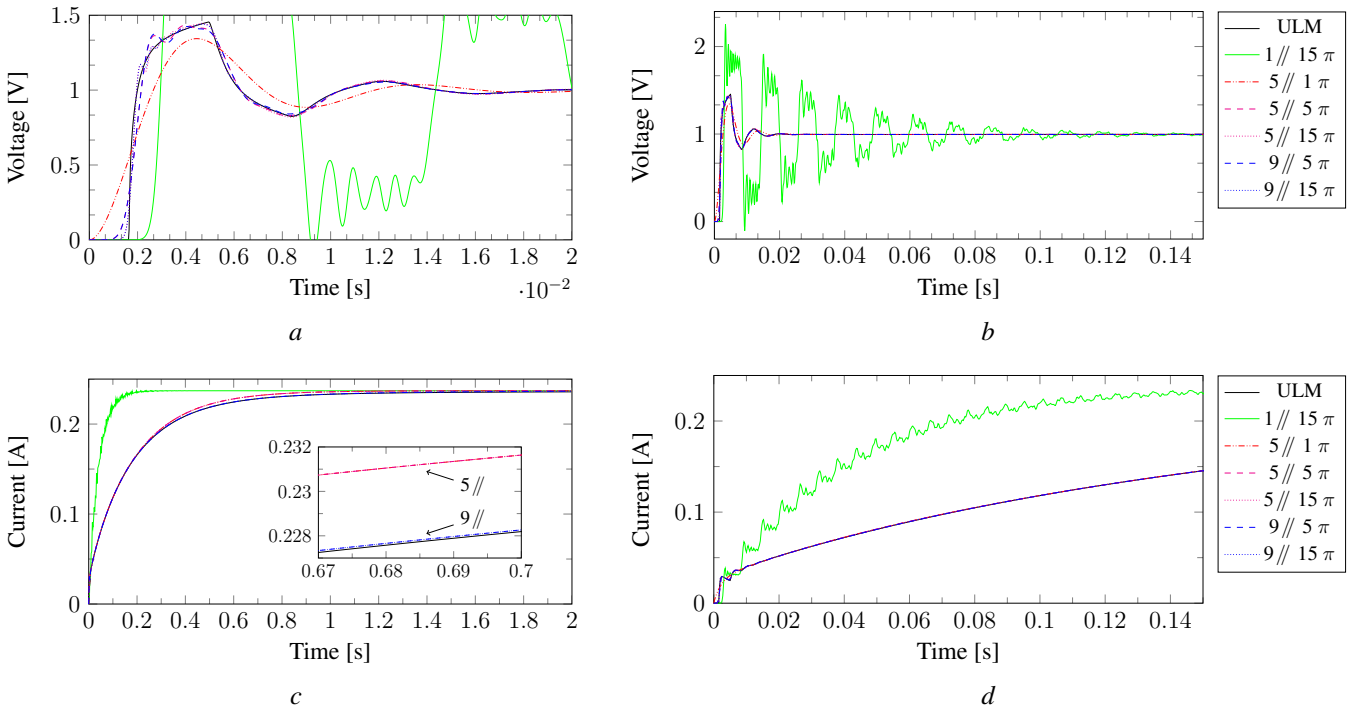 1.5
1.0
0.5
0
Voltage [V]
0 0.2 0.4 0.6 0.8 1 1.2 1.4 1.6 1.8 2
·10−2
Time [s]
a
2
1
0
Voltage [V]
0 0.02 0.04 0.06 0.08 0.1 0.12 0.14
Time [s]
b
ULM
1// 15 π
5// 1 π
5// 5 π
5// 15 π
9// 5 π
9// 15 π
0.2
0.1
0
Current [A]
0 0.2 0.4 0.6 0.8 1 1.2 1.4 1.6 1.8 2
Time [s]
0.232
0.23
0.228
0.67 0.68 0.69 0.7
5//
9//
c
0.2
0.1
0
Current [A]
0 0.02 0.04 0.06 0.08 0.1 0.12 0.14
Time [s]
d
ULM
1// 15 π
5// 1 π
5// 5 π
5// 15 π
9// 5 π
9// 15 π